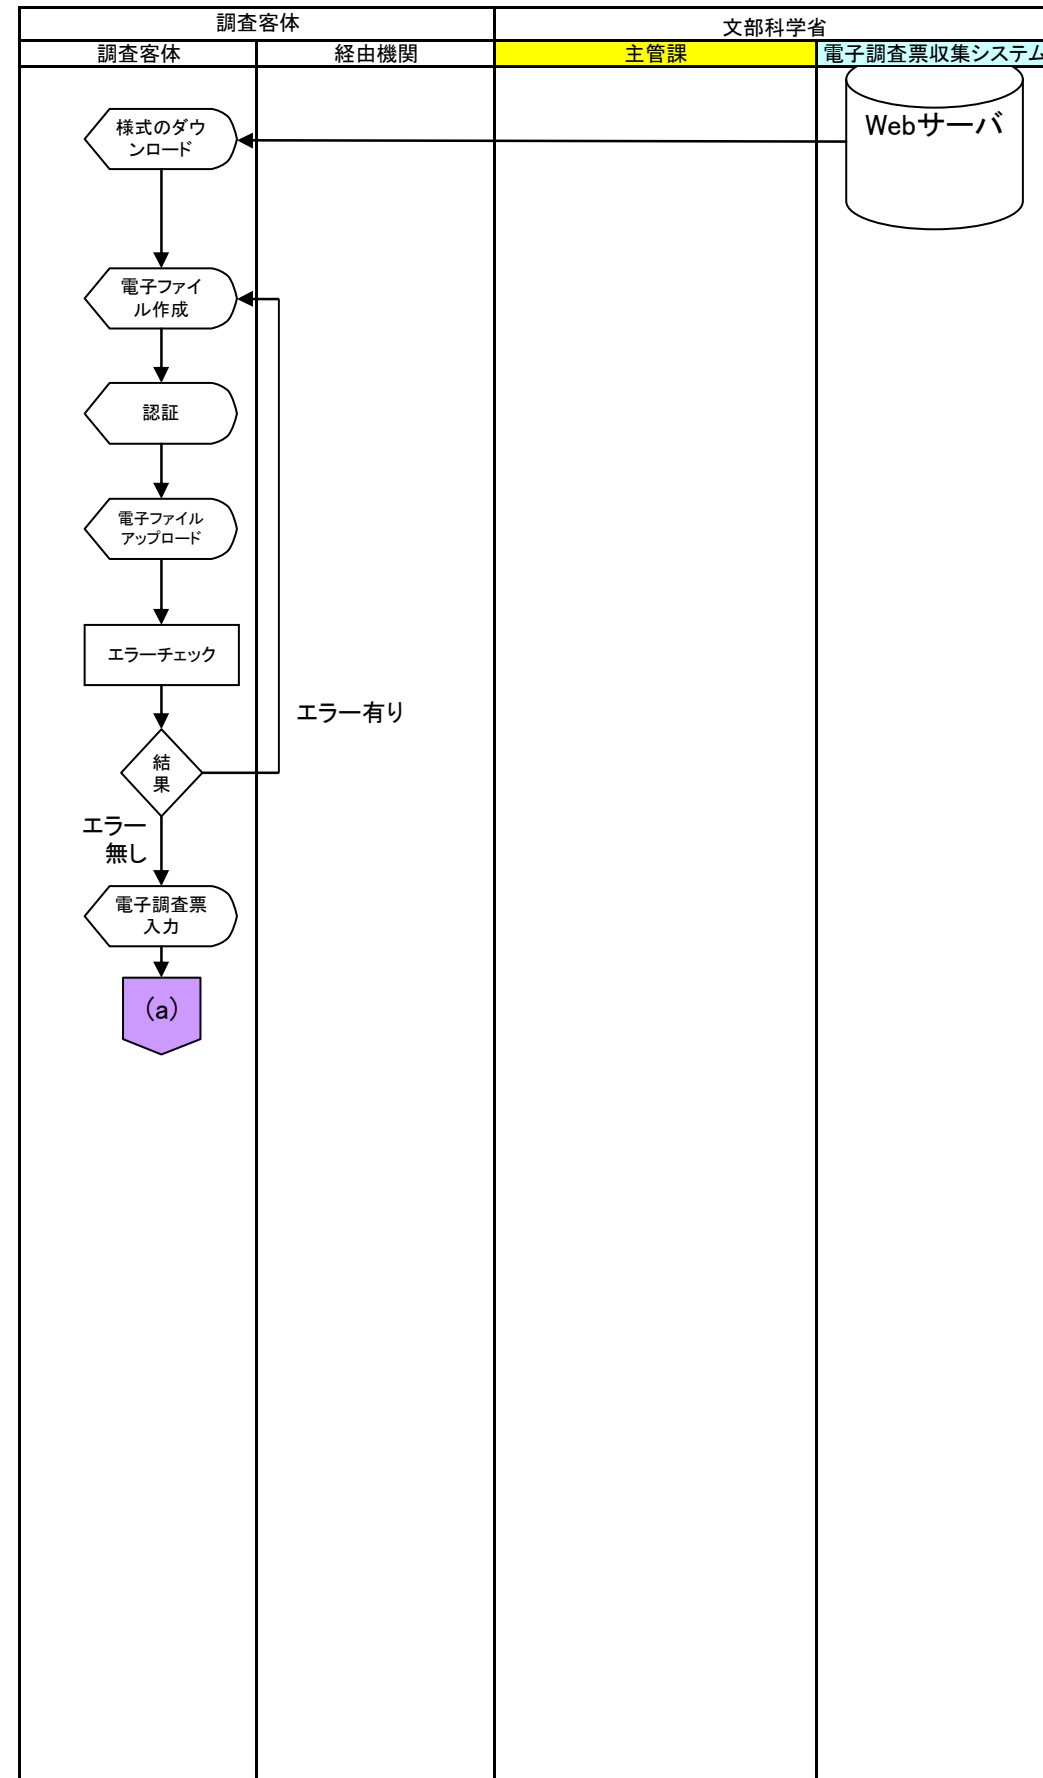 調査客体
文部科学省
調査客体
経由機関
主管課
電子調査票収集システム
Webサーバ
様式のダウ
ンロード
電子ファイ
ル作成
認証
電子ファイル
アップロード
エラーチェック
エラー有り
結
果
エラー
無し
電子調査票
入力
(a)